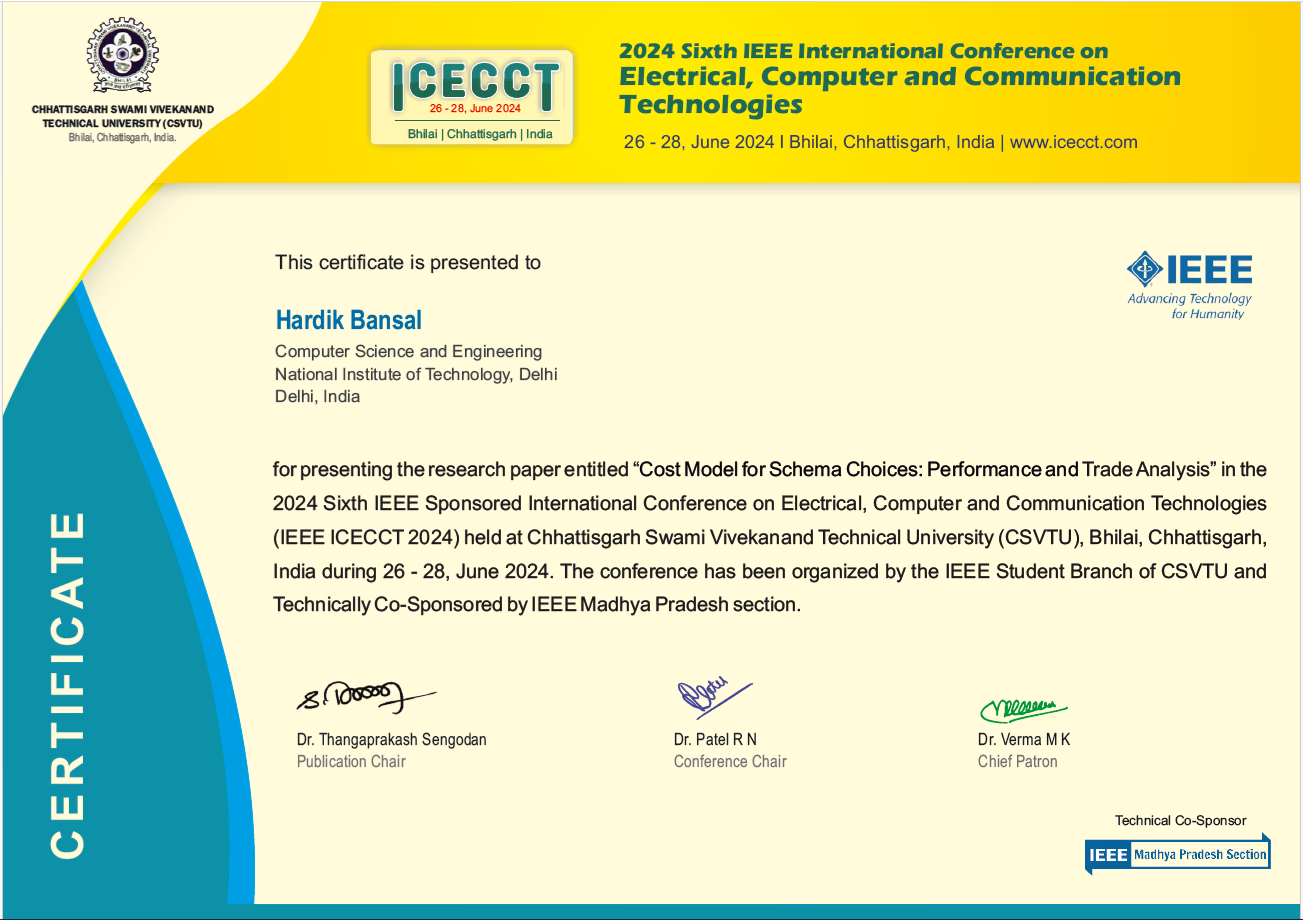 CHHATTISGARH SWAMI VIVEKANAND
TECHNICAL UNIVERSITY (CSVTU)
Bhilai, Chhattisgarh, India.
ICECCT
26 - 28, June 2024
Bhilai | Chhattisgarh | India
2024 Sixth IEEE International Conference on
Electrical, Computer and Communication
Technologies
26 - 28, June 2024 I Bhilai, Chhattisgarh, India | www.icecct.com
This certificate is presented to
IEEE
Advancing Technology
for Humanity
Hardik Bansal
Computer Science and Engineering
National Institute of Technology, Delhi
Delhi, India
for presenting the research paper entitled “Cost Model for Schema Choices: Performance and Trade Analysis” in the
2024 Sixth IEEE Sponsored International Conference on Electrical, Computer and Communication Technologies
(IEEE ICECCT 2024) held at Chhattisgarh Swami Vivekanand Technical University (CSVTU), Bhilai, Chhattisgarh,
India during 26 - 28, June 2024. The conference has been organized by the IEEE Student Branch of CSVTU and
Technically Co-Sponsored by IEEE Madhya Pradesh section.
CERTIFICATE
Dr. Thangaprakash Sengodan
Publication Chair
Dr. Patel R N
Conference Chair
Dr. Verma M K
Chief Patron
Technical Co-Sponsor
IEEE Madhya Pradesh Section